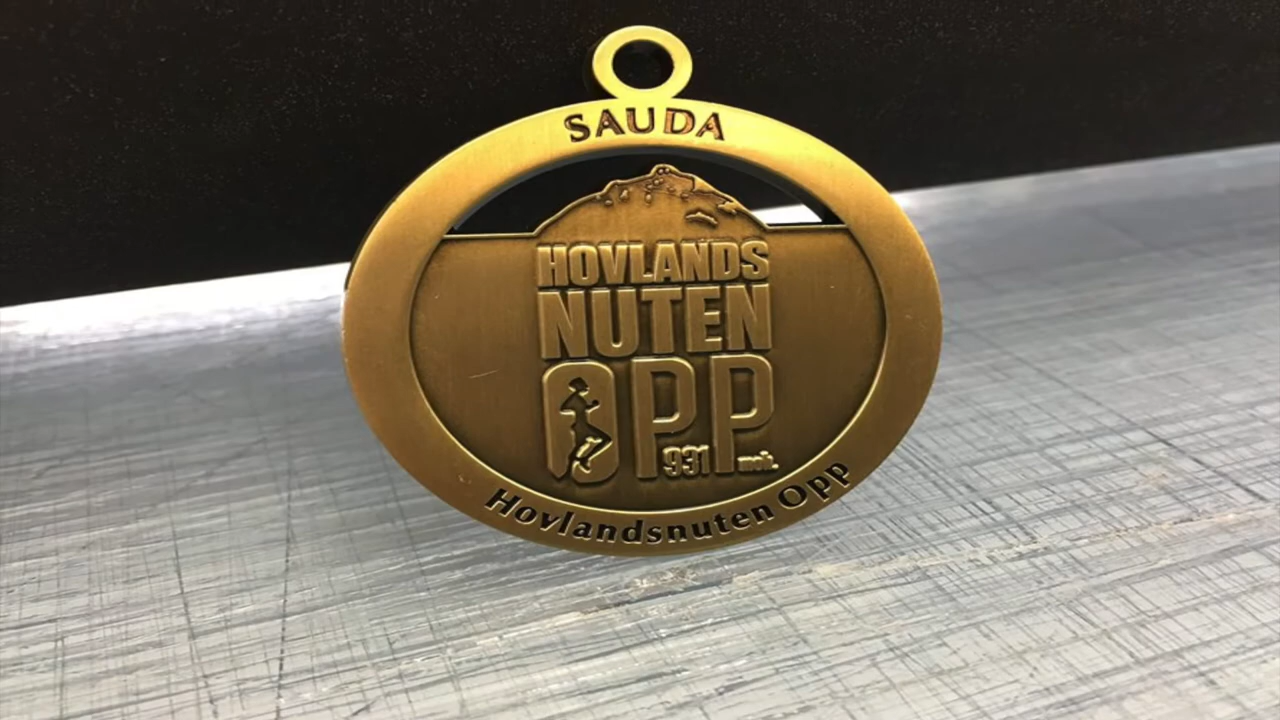 SAUDA
HOVLANDS
NUTEN
OPP
931 moh.
Hovlandsnuten Opp